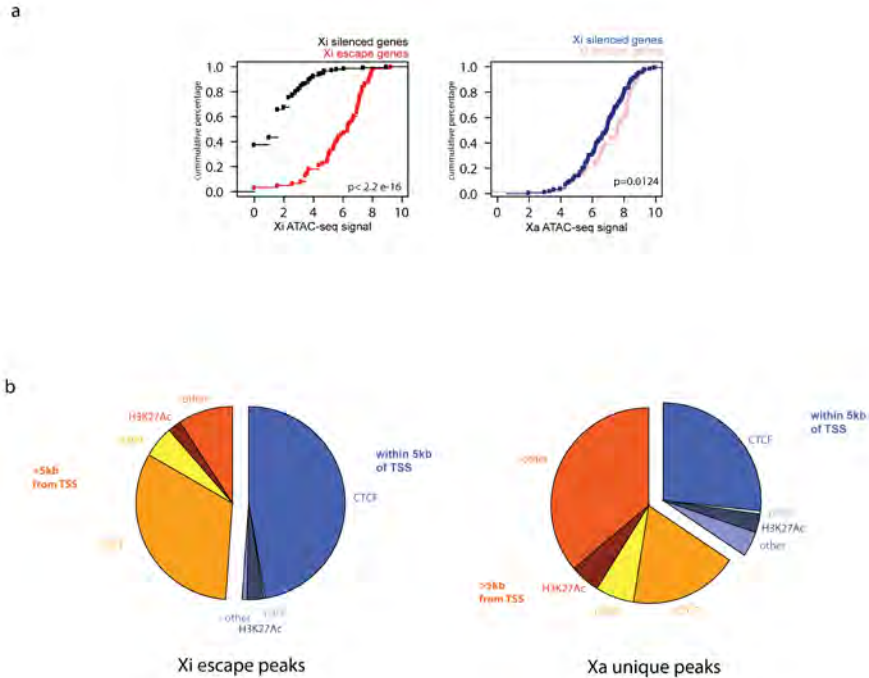 a
Xi silenced genes
Xi escape genes
Xi silenced genes
Xi escape genes
cummulative percentage
1.0
0.8
0.6
0.4
0.2
0.0
p< 2.2 e-16
0 2 4 6 8 10
Xi ATAC-seq signal
cummulative percentage
1.0
0.8
0.6
0.4
0.2
0.0
p=0.0124
0 2 4 6 8 10
Xa ATAC-seq signal
b
other
H3K27Ac
within 5kb
of TSS
CTCF
from TSS
other
H3K27Ac
Xi escape peaks
within 5kb
of TSS
CTCF
other
H3K27Ac
other
H3K27Ac
>5kb
from TSS
Xa unique peaks